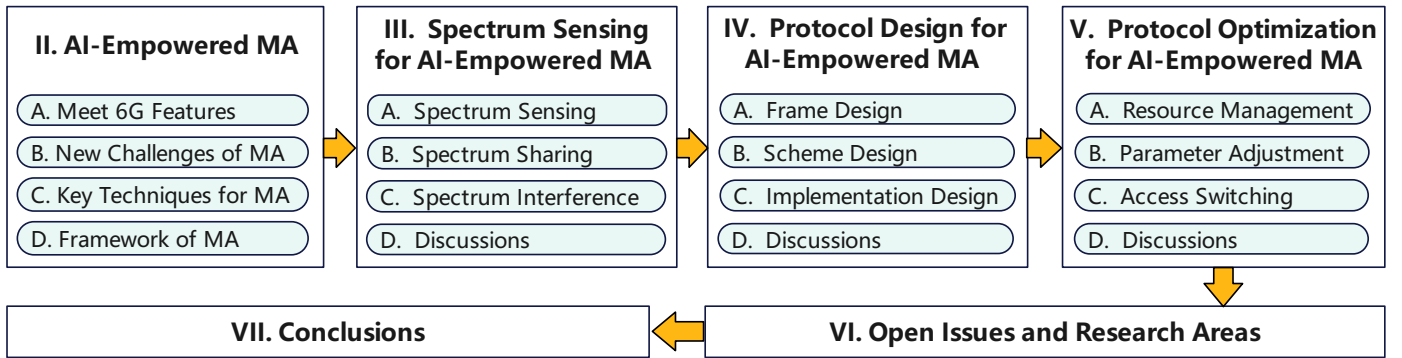 II. AI-Empowered MA
A. Meet 6G Features
B. New Challenges of MA
C. Key Techniques for MA
D. Framework of MA
III. Spectrum Sensing
for AI-Empowered MA
A. Spectrum Sensing
B. Spectrum Sharing
C. Spectrum Interference
D. Discussions
IV. Protocol Design for
AI-Empowered MA
A. Frame Design
B. Scheme Design
C. Implementation Design
D. Discussions
V. Protocol Optimization
for AI-Empowered MA
A. Resource Management
B. Parameter Adjustment
C. Access Switching
D. Discussions
VI. Open Issues and Research Areas
VII. Conclusions